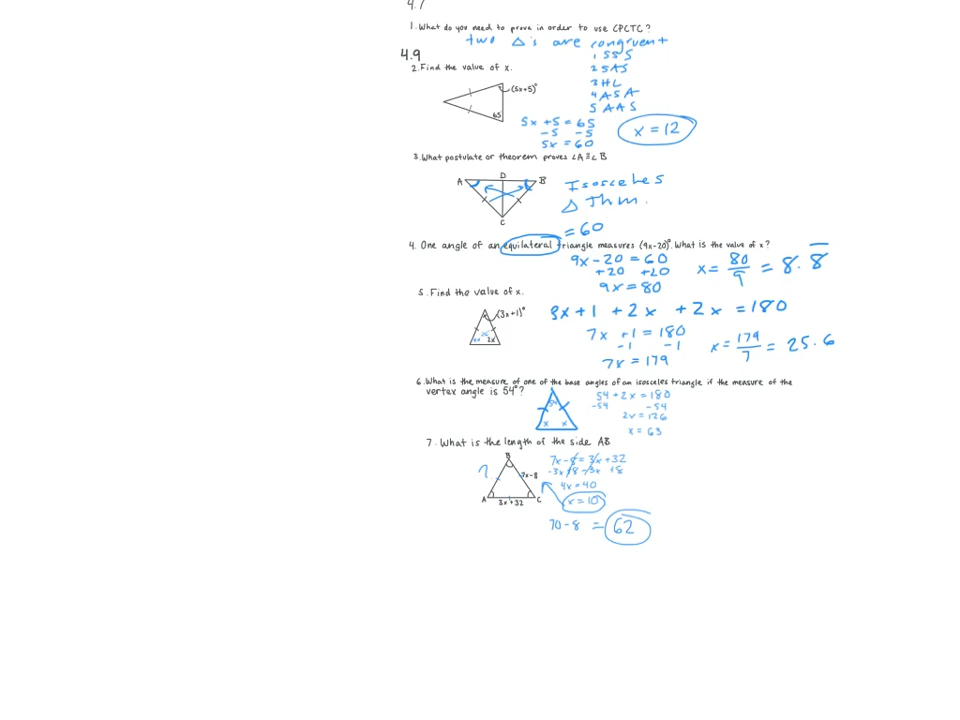 4.7
1. What do you need to prove in order to use CPCTC?
two Δ's are congruent
1 SSS
2 SAS
3 HL
4 ASA
5 AAS
4.9
2. Find the value of x.
(5x+5)°
65
5x + 5 = 65
-5 -5
5x = 60
x = 12
3. What postulate or theorem proves ∠A ≅ ∠B
A D B
C
Isosceles
Δ Thm.
= 60
4. One angle of an equilateral triangle measures (9x-20)°. What is the value of x?
9x - 20 = 60
+20 +20
9x = 80
x = 80/9 = 8.8̅
5. Find the value of x.
(3x+1)°
2x
3x + 1 + 2x + 2x = 180
7x + 1 = 180
-1 -1
7x = 179
x = 179/7 = 25.6
6. What is the measure of one of the base angles of an isosceles triangle if the measure of the
vertex angle is 54°?
54
x x
54 + 2x = 180
-54 -54
2x = 126
x = 63
7. What is the length of the side AB
B
?
7x-8
A C
3x+32
7x - 8 = 3x + 32
-3x +8 -3x +8
4x = 40
x = 10
70 - 8 = 62